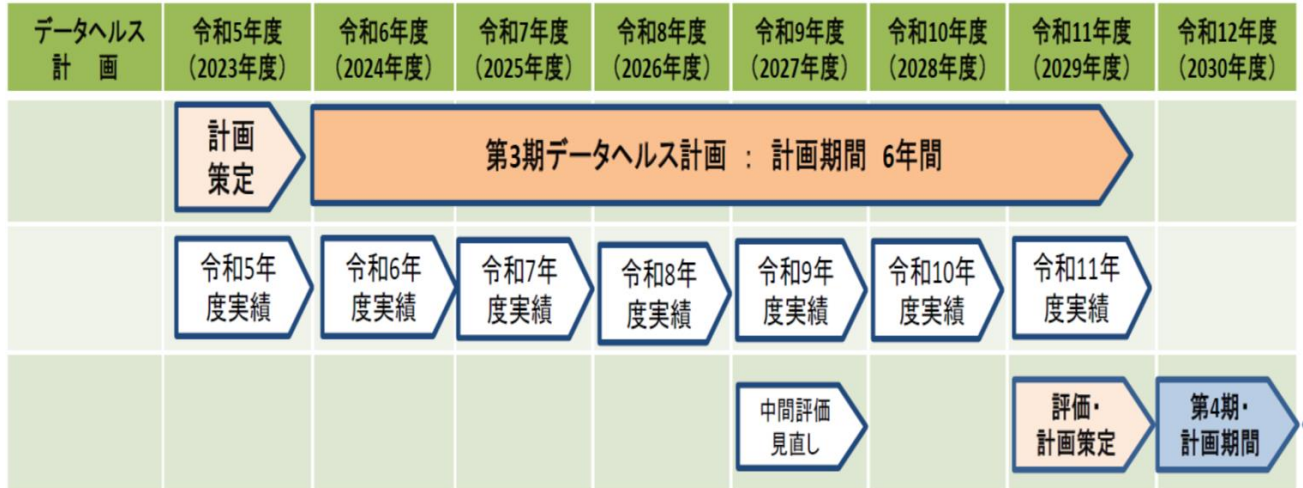 データヘルス
計　画
令和5年度
（2023年度）
令和6年度
（2024年度）
令和7年度
（2025年度）
令和8年度
（2026年度）
令和9年度
（2027年度）
令和10年度
（2028年度）
令和11年度
（2029年度）
令和12年度
（2030年度）
計画
策定
第3期データヘルス計画 ： 計画期間 6年間
令和5年
度実績
令和6年
度実績
令和7年
度実績
令和8年
度実績
令和9年
度実績
令和10年
度実績
令和11年
度実績
中間評価
見直し
評価・
計画策定
第4期・
計画期間